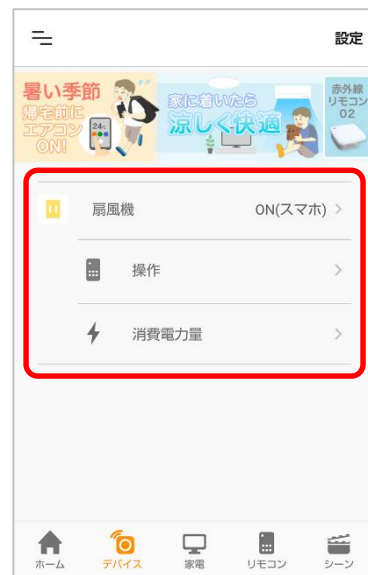 設定
暑い季節
帰宅前に
エアコン
ON!
24℃
家に着いたら
涼しく快適
赤外線
リモコン
02
扇風機 ON(スマホ)
操作
消費電力量
ホーム デバイス 家電 リモコン シーン